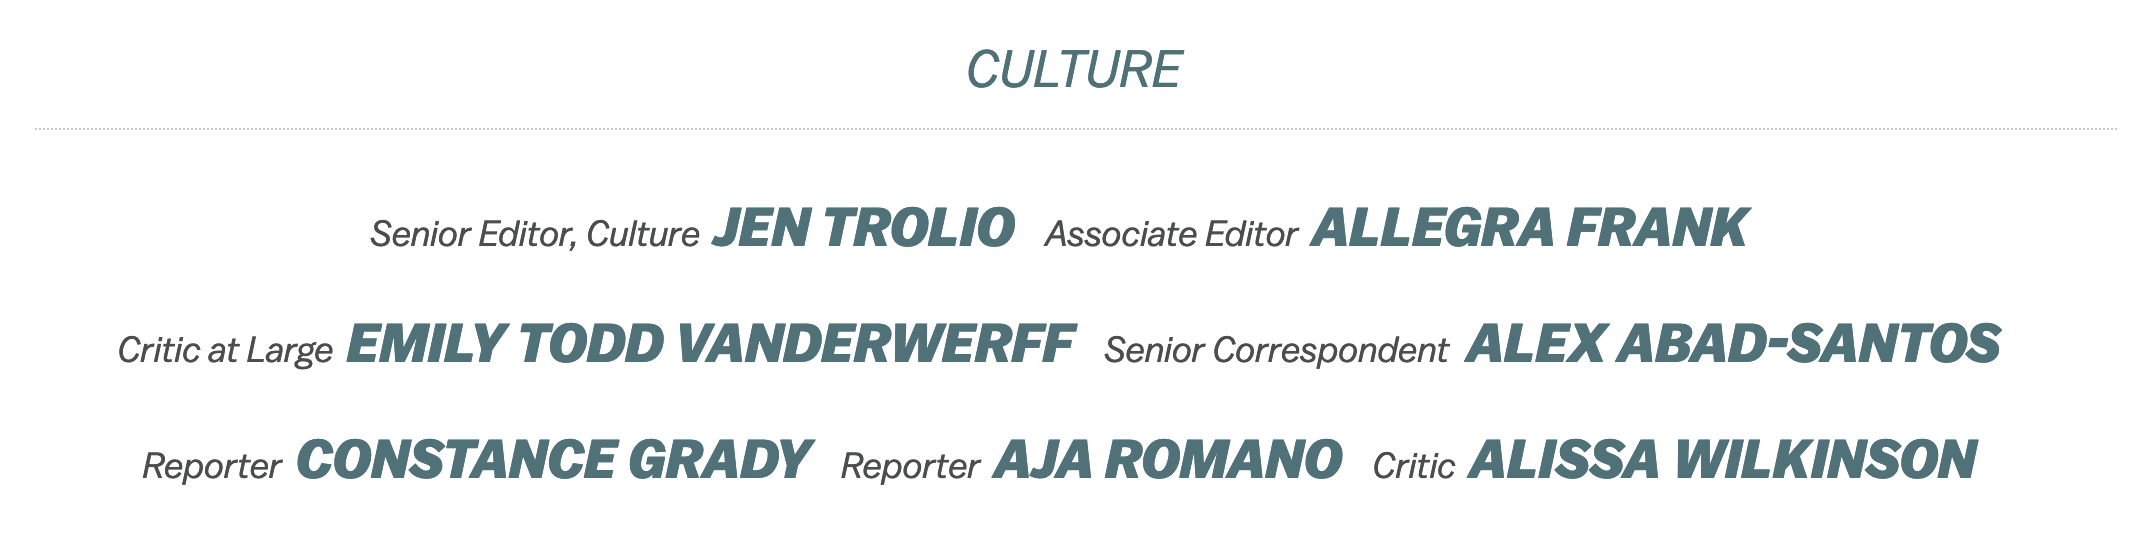 CULTURE
Senior Editor, Culture JEN TROLIO Associate Editor ALLEGRA FRANK
Critic at Large EMILY TODD VANDERWERFF Senior Correspondent ALEX ABAD-SANTOS
Reporter CONSTANCE GRADY Reporter AJA ROMANO Critic ALISSA WILKINSON